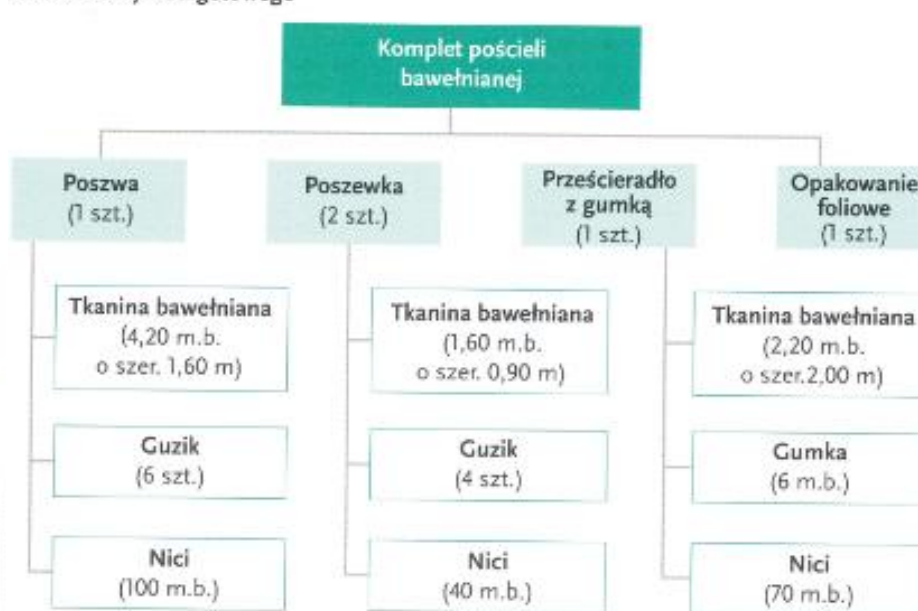 Komplet pościeli
bawełnianej
Poszwa
(1 szt.)
Poszewka
(2 szt.)
Prześcieradło
z gumką
(1 szt.)
Opakowanie
foliowe
(1 szt.)
Tkanina bawełniana
(4,20 m.b.
o szer. 1,60 m)
Tkanina bawełniana
(1,60 m.b.
o szer. 0,90 m)
Tkanina bawełniana
(2,20 m.b.
o szer.2,00 m)
Guzik
(6 szt.)
Guzik
(4 szt.)
Gumka
(6 m.b.)
Nici
(100 m.b.)
Nici
(40 m.b.)
Nici
(70 m.b.)